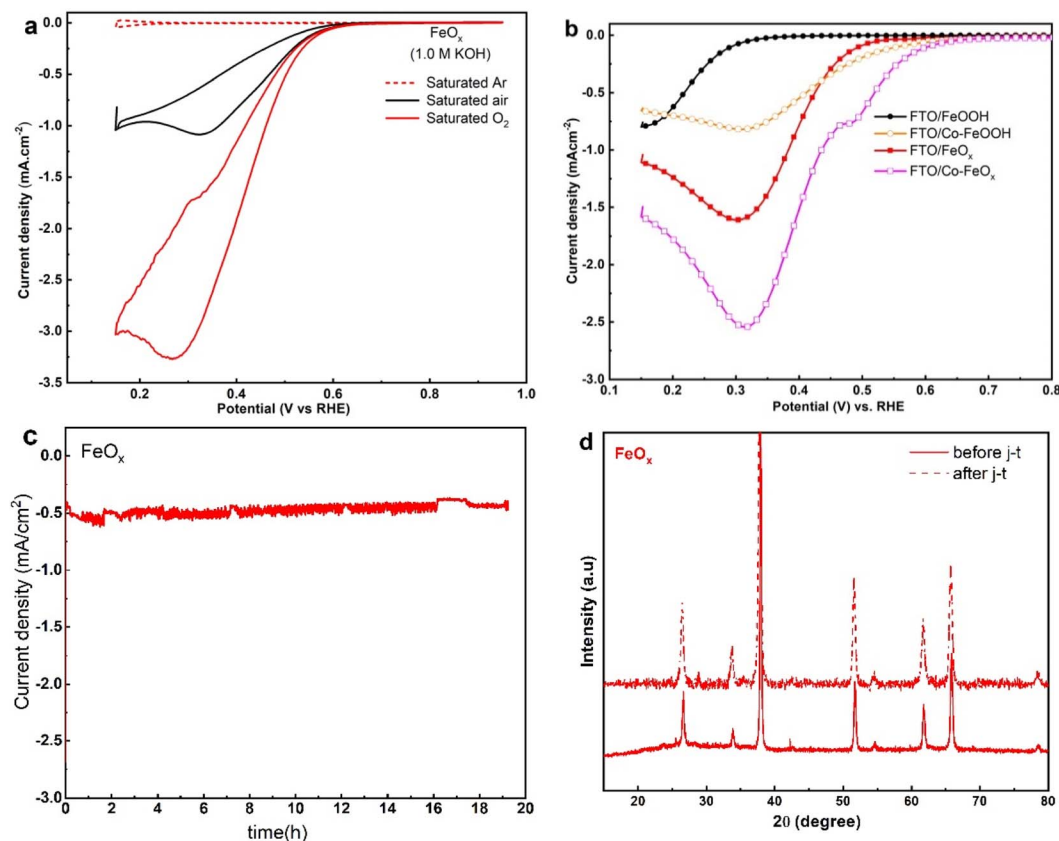 a
FeOx
(1.0 M KOH)
Saturated Ar
Saturated air
Saturated O2
0.0
-0.5
-1.0
-1.5
-2.0
-2.5
-3.0
-3.5
Current density (mA.cm-2)
0.2
0.4
0.6
0.8
1.0
Potential (V vs RHE)
b
FTO/FeOOH
FTO/Co-FeOOH
FTO/FeOx
FTO/Co-FeOx
0.0
-0.5
-1.0
-1.5
-2.0
-2.5
-3.0
Current density (mAcm-2)
0.1
0.2
0.3
0.4
0.5
0.6
0.7
0.8
Potential (V) vs. RHE
c
FeOx
0.0
-0.5
-1.0
-1.5
-2.0
-2.5
-3.0
Current density (mA/cm2)
0
2
4
6
8
10
12
14
16
18
20
time(h)
d
FeOx
before j-t
after j-t
Intensity (a.u)
20
30
40
50
60
70
80
2θ (degree)